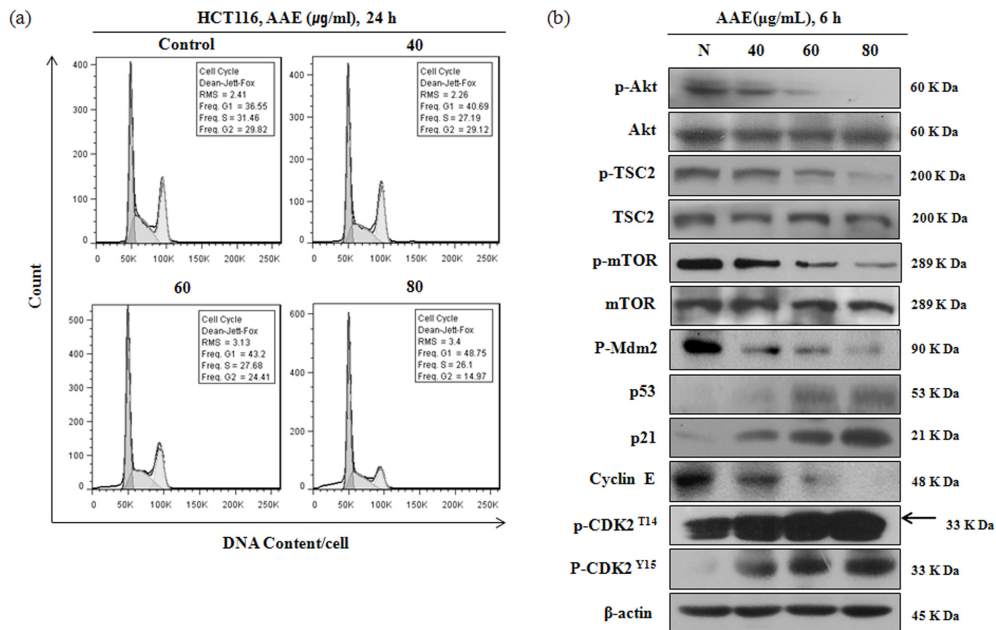 (a)
HCT116, AAE (µg/ml), 24 h
Control
40
Cell Cycle
Dean-Jett-Fox
RMS = 2.41
Freq. G1 = 36.55
Freq. S = 31.46
Freq. G2 = 29.82
400
300
200
100
0
0 50K 100K 150K 200K 250K
Cell Cycle
Dean-Jett-Fox
RMS = 2.26
Freq. G1 = 40.69
Freq. S = 27.19
Freq. G2 = 29.12
400
300
200
100
0
0 50K 100K 150K 200K 250K
60
80
Cell Cycle
Dean-Jett-Fox
RMS = 3.13
Freq. G1 = 43.2
Freq. S = 27.68
Freq. G2 = 24.41
500
400
300
200
100
0
0 50K 100K 150K 200K 250K
Cell Cycle
Dean-Jett-Fox
RMS = 3.4
Freq. G1 = 48.75
Freq. S = 26.1
Freq. G2 = 14.97
600
400
200
0
0 50K 100K 150K 200K 250K
Count
DNA Content/cell
(b)
AAE(µg/mL), 6 h
N 40 60 80
p-Akt 60 K Da
Akt 60 K Da
p-TSC2 200 K Da
TSC2 200 K Da
p-mTOR 289 K Da
mTOR 289 K Da
P-Mdm2 90 K Da
p53 53 K Da
p21 21 K Da
Cyclin E 48 K Da
p-CDK2 T14 33 K Da
P-CDK2 Y15 33 K Da
β-actin 45 K Da